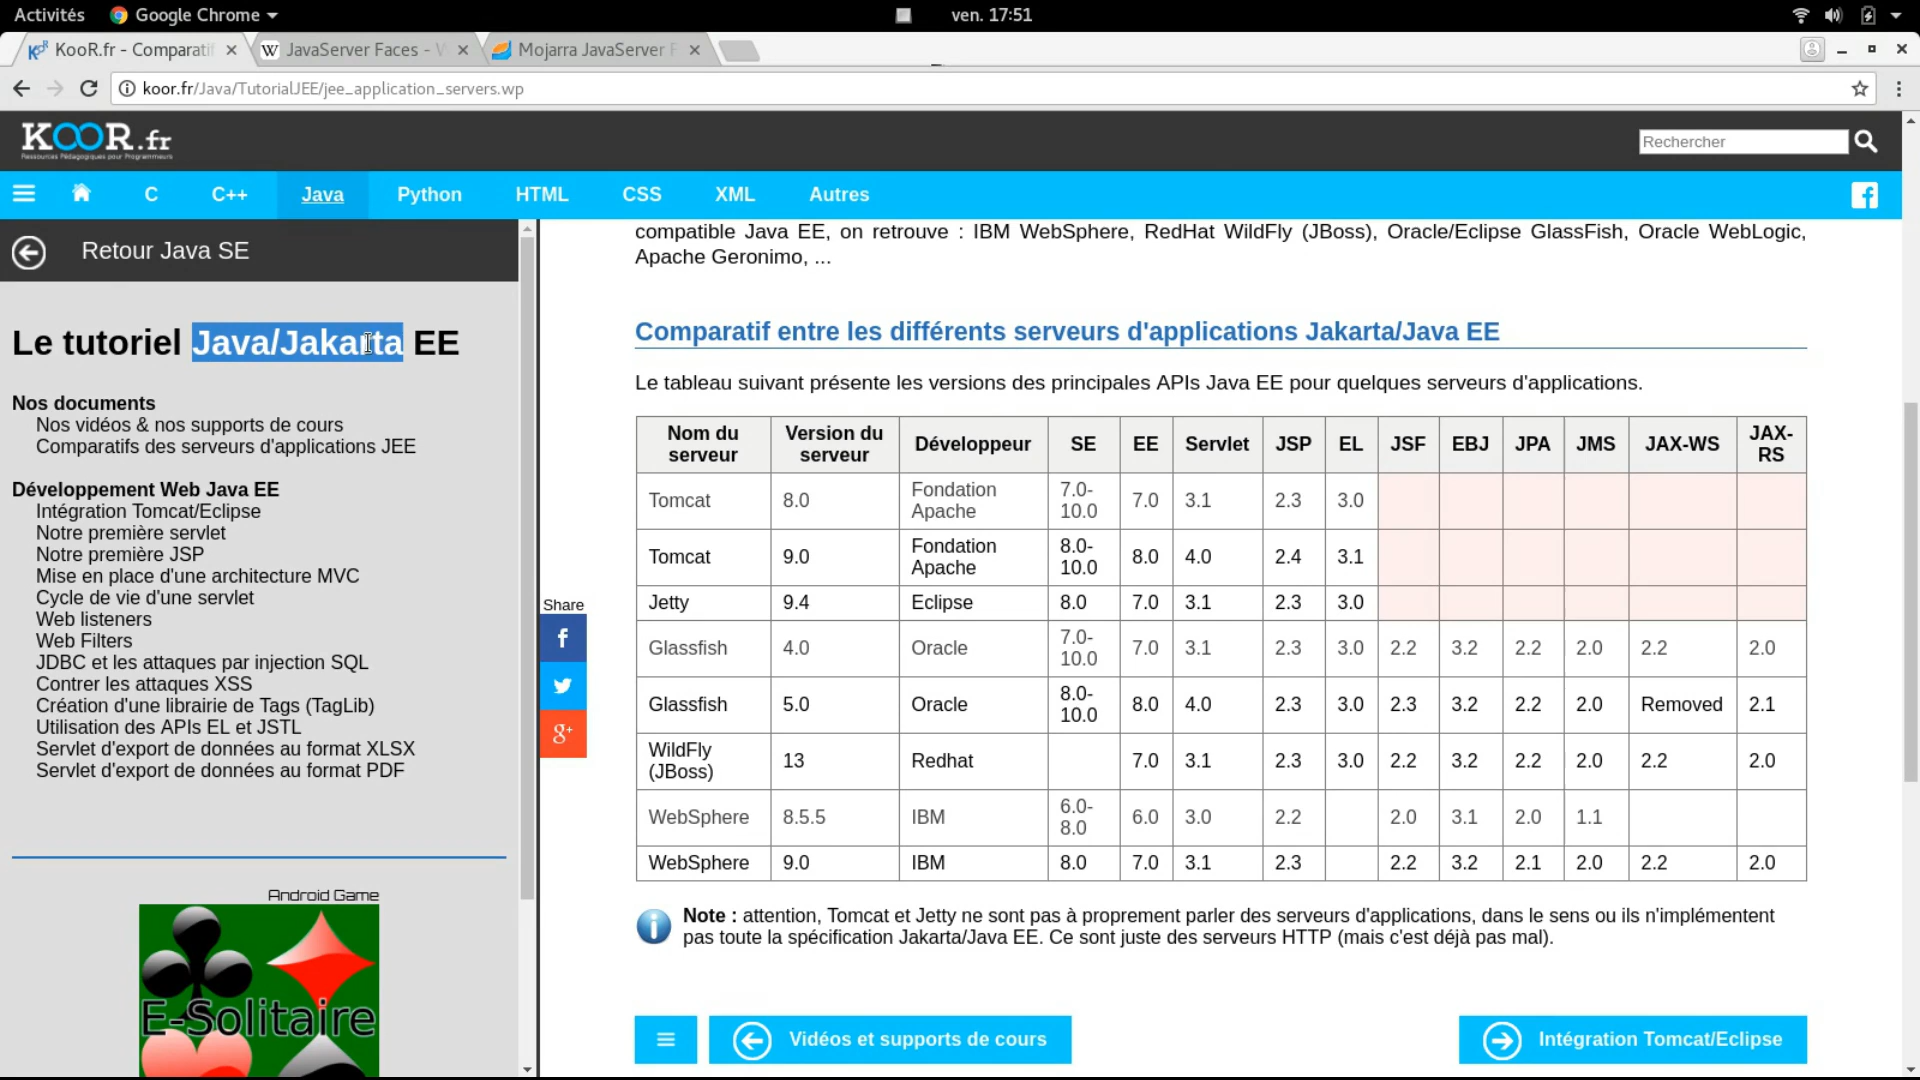 Activités
Google Chrome
ven. 17:51
KooR.fr - Comparatif
JavaServer Faces - W
Mojarra JavaServer F
koor.fr/Java/TutorialJEE/jee_application_servers.wp
KOOR.fr
Ressources Pédagogiques pour Programmeurs
Rechercher
C C++ Java Python HTML CSS XML Autres
Retour Java SE
Le tutoriel Java/Jakarta EE
Nos documents
Nos vidéos & nos supports de cours
Comparatifs des serveurs d'applications JEE
Développement Web Java EE
Intégration Tomcat/Eclipse
Notre première servlet
Notre première JSP
Mise en place d'une architecture MVC
Cycle de vie d'une servlet
Web listeners
Web Filters
JDBC et les attaques par injection SQL
Contrer les attaques XSS
Création d'une librairie de Tags (TagLib)
Utilisation des APIs EL et JSTL
Servlet d'export de données au format XLSX
Servlet d'export de données au format PDF
Android Game
E-Solitaire
Share
f
g+
compatible Java EE, on retrouve : IBM WebSphere, RedHat WildFly (JBoss), Oracle/Eclipse GlassFish, Oracle WebLogic,
Apache Geronimo, ...
Comparatif entre les différents serveurs d'applications Jakarta/Java EE
Le tableau suivant présente les versions des principales APIs Java EE pour quelques serveurs d'applications.
Nom du serveur Version du serveur Développeur SE EE Servlet JSP EL JSF EBJ JPA JMS JAX-WS JAX-RS
Tomcat 8.0 Fondation Apache 7.0-10.0 7.0 3.1 2.3 3.0
Tomcat 9.0 Fondation Apache 8.0-10.0 8.0 4.0 2.4 3.1
Jetty 9.4 Eclipse 8.0 7.0 3.1 2.3 3.0
Glassfish 4.0 Oracle 7.0-10.0 7.0 3.1 2.3 3.0 2.2 3.2 2.2 2.0 2.2 2.0
Glassfish 5.0 Oracle 8.0-10.0 8.0 4.0 2.3 3.0 2.3 3.2 2.2 2.0 Removed 2.1
WildFly (JBoss) 13 Redhat 7.0 3.1 2.3 3.0 2.2 3.2 2.2 2.0 2.2 2.0
WebSphere 8.5.5 IBM 6.0-8.0 6.0 3.0 2.2 2.0 3.1 2.0 1.1
WebSphere 9.0 IBM 8.0 7.0 3.1 2.3 2.2 3.2 2.1 2.0 2.2 2.0
Note : attention, Tomcat et Jetty ne sont pas à proprement parler des serveurs d'applications, dans le sens ou ils n'implémentent
pas toute la spécification Jakarta/Java EE. Ce sont juste des serveurs HTTP (mais c'est déjà pas mal).
Vidéos et supports de cours
Intégration Tomcat/Eclipse